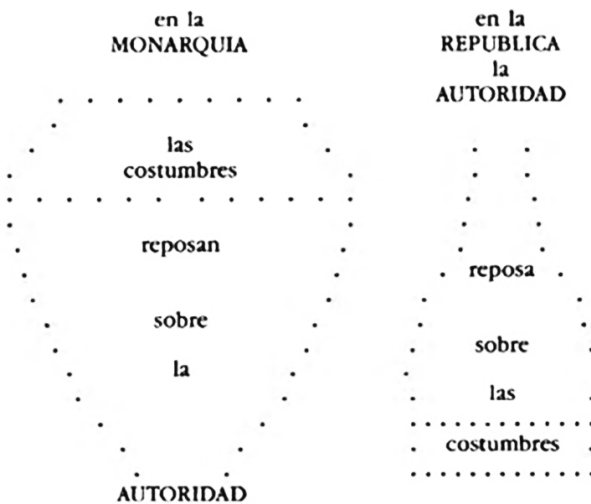 en la
MONARQUIA
las
costumbres
reposan
sobre
la
AUTORIDAD
en la
REPUBLICA
la
AUTORIDAD
reposa
sobre
las
costumbres